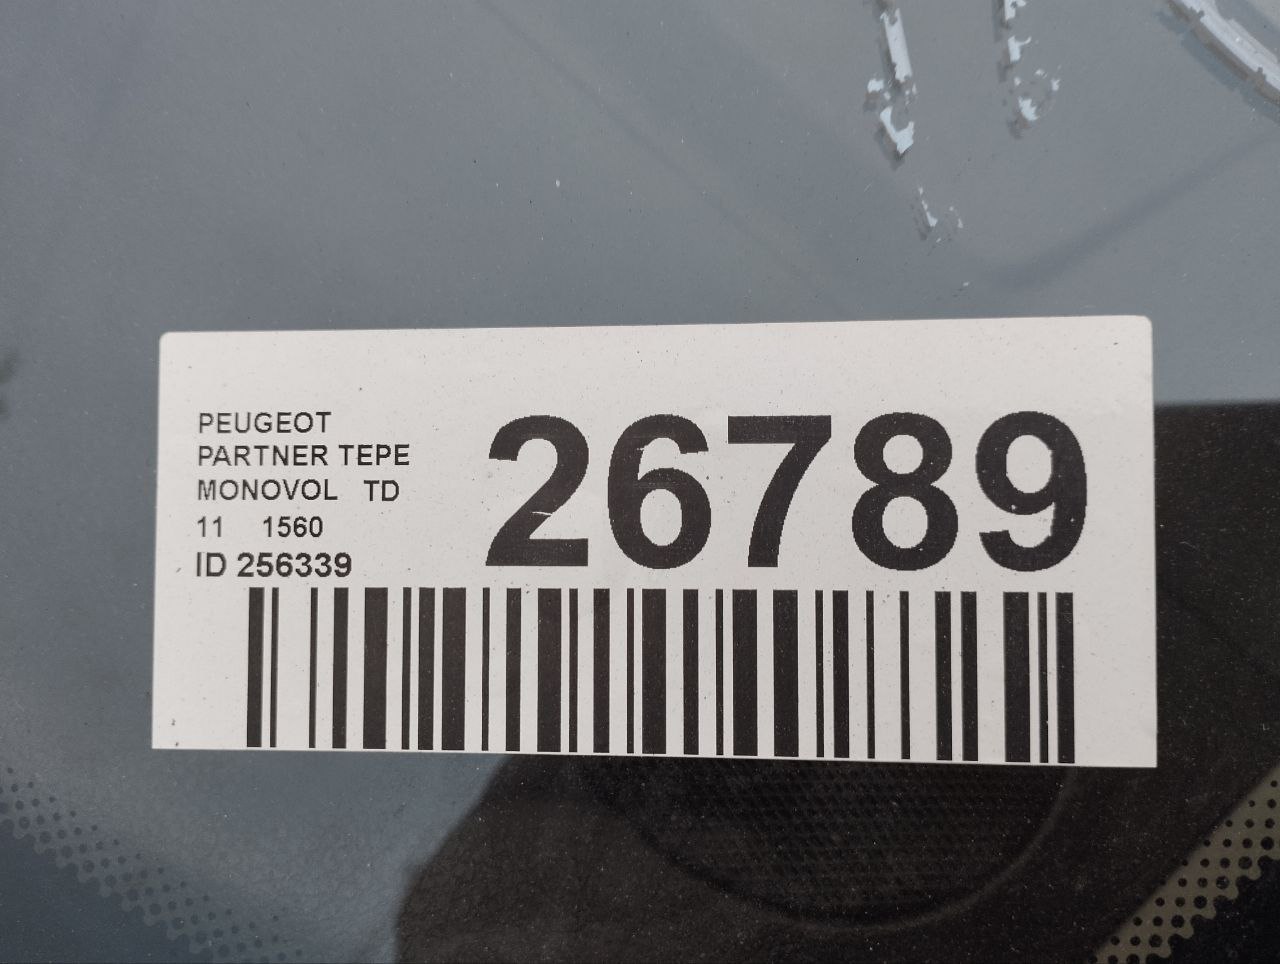 PEUGEOT
PARTNER TEPE
MONOVOL TD
11 1560
ID 256339
26789